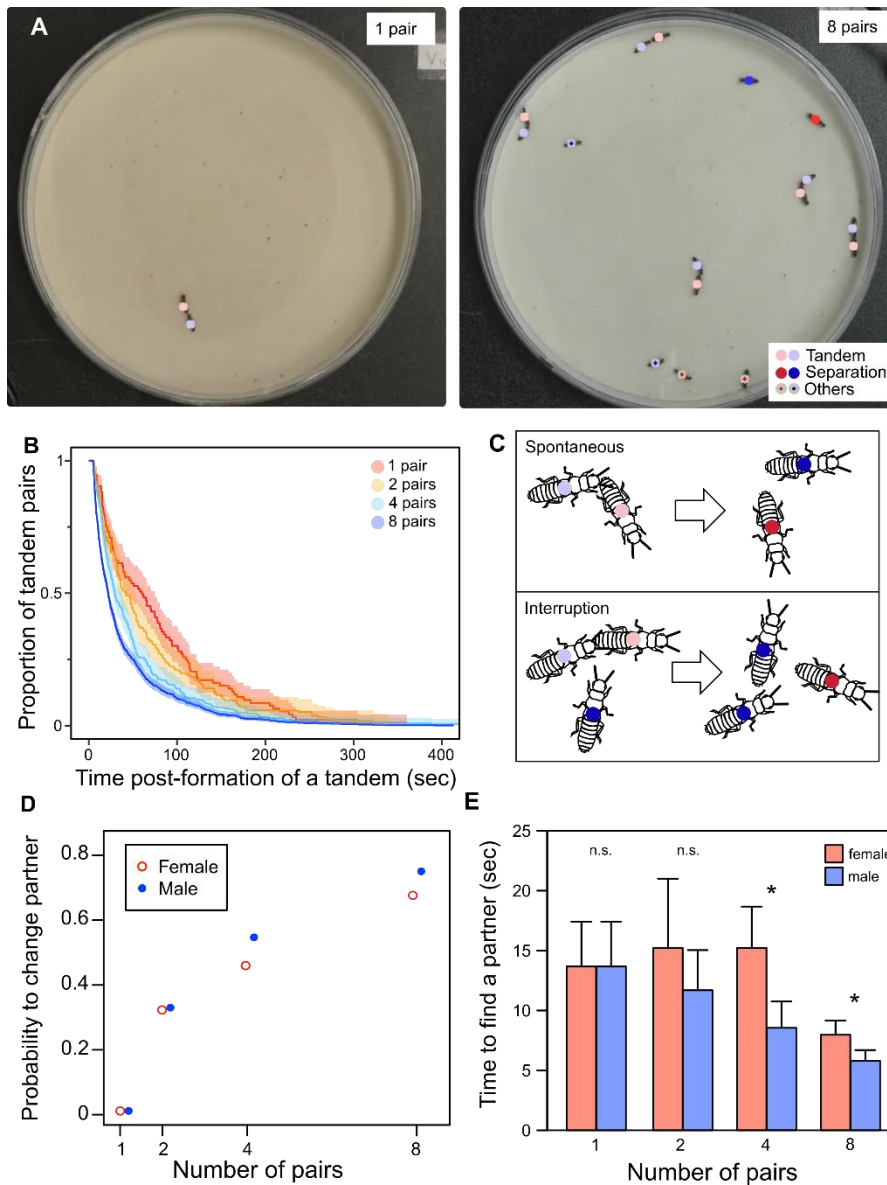 A
1 pair
8 pairs
Tandem
Separation
Others
B
Proportion of tandem pairs
1
0.5
0
1 pair
2 pairs
4 pairs
8 pairs
0 100 200 300 400
Time post-formation of a tandem (sec)
C
Spontaneous
Interruption
D
Probability to change partner
0.8
0.6
0.4
0.2
0
Female
Male
1 2 4 8
Number of pairs
E
Time to find a partner (sec)
25
20
15
10
5
0
n.s.
n.s.
*
*
female
male
1 2 4 8
Number of pairs